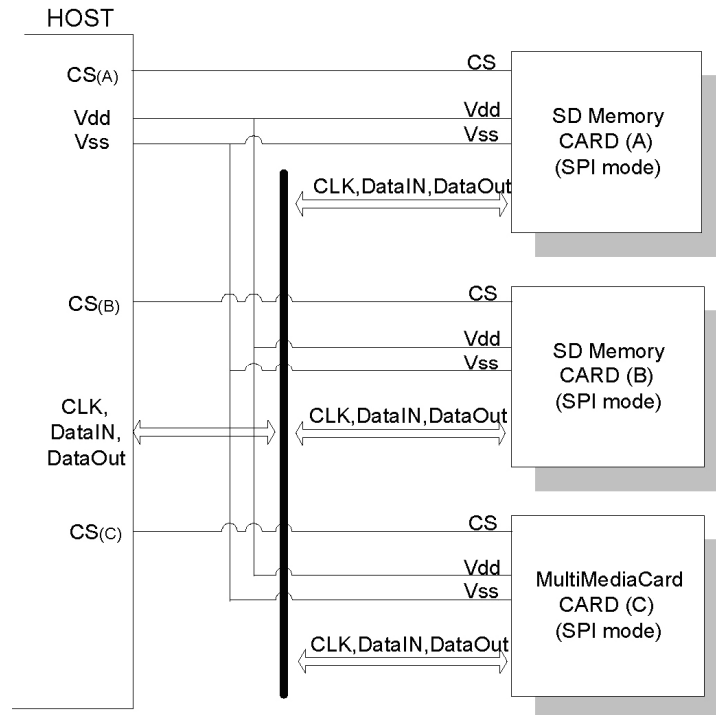 HOST
CS(A)
Vdd
Vss
CS
Vdd
Vss
SD Memory
CARD (A)
(SPI mode)
CLK,DataIN,DataOut
CS(B)
CS
Vdd
Vss
SD Memory
CARD (B)
(SPI mode)
CLK,
DataIN,
DataOut
CLK,DataIN,DataOut
CS(C)
CS
Vdd
Vss
MultiMediaCard
CARD (C)
(SPI mode)
CLK,DataIN,DataOut